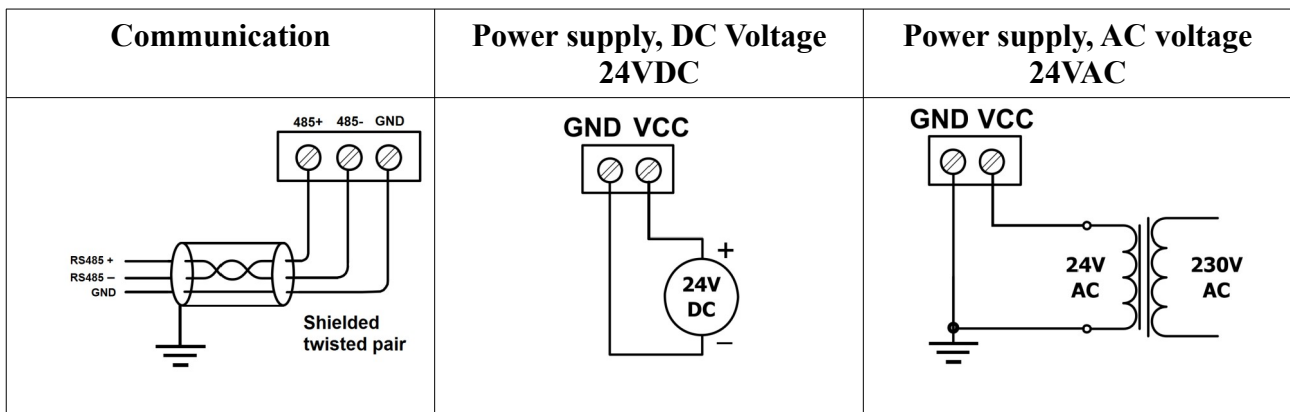 Communication
Power supply, DC Voltage
24VDC
Power supply, AC voltage
24VAC
485+ 485- GND
RS485 +
RS485 –
GND
Shielded
twisted pair
GND VCC
+
24V
DC
–
GND VCC
24V
AC
230V
AC